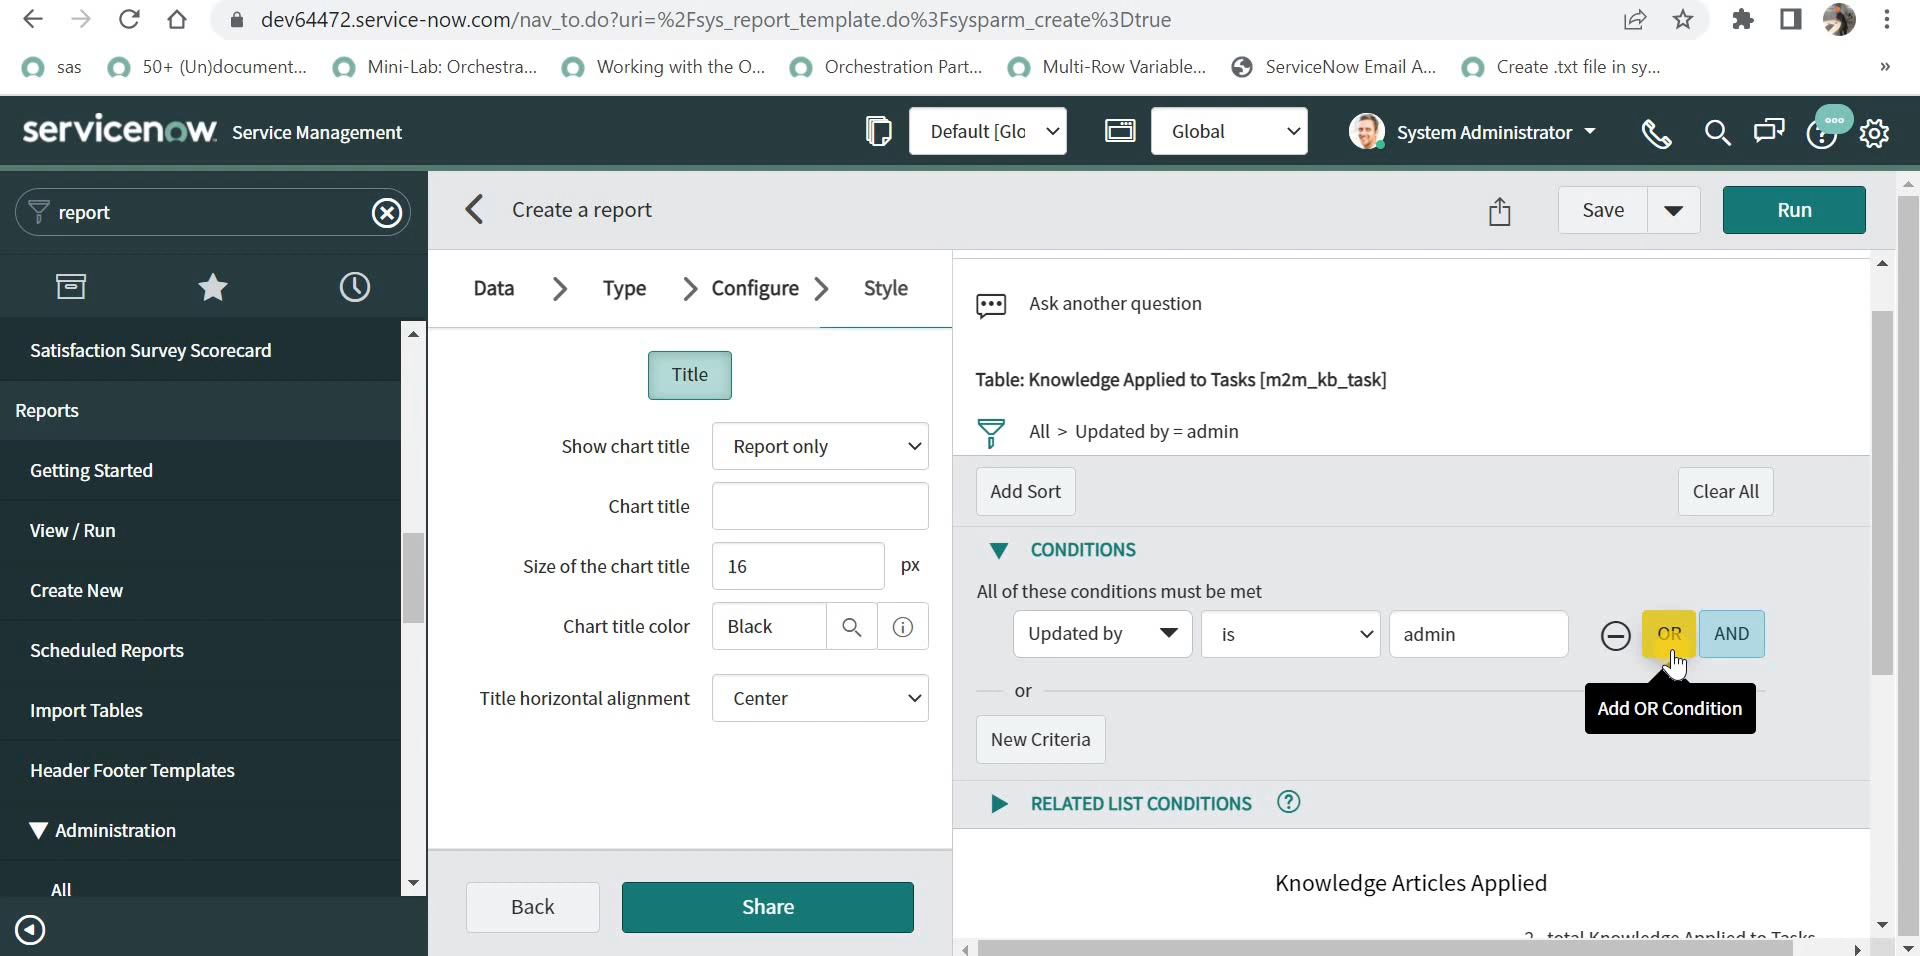 dev64472.service-now.com/nav_to.do?uri=%2Fsys_report_template.do%3Fsysparm_create%3Dtrue
sas 50+ (Un)document... Mini-Lab: Orchestra... Working with the O... Orchestration Part... Multi-Row Variable... ServiceNow Email A... Create .txt file in sy... »
servicenow Service Management Default [Glo Global System Administrator
report
Create a report Save Run
Data Type Configure Style
Title
Show chart title Report only
Chart title
Size of the chart title 16 px
Chart title color Black
Title horizontal alignment Center
Back Share
Satisfaction Survey Scorecard
Reports
Getting Started
View / Run
Create New
Scheduled Reports
Import Tables
Header Footer Templates
Administration
All
Ask another question
Table: Knowledge Applied to Tasks [m2m_kb_task]
All > Updated by = admin
Add Sort Clear All
CONDITIONS
All of these conditions must be met
Updated by is admin OR AND
or
Add OR Condition
New Criteria
RELATED LIST CONDITIONS
Knowledge Articles Applied
total Knowledge Applied to Tasks